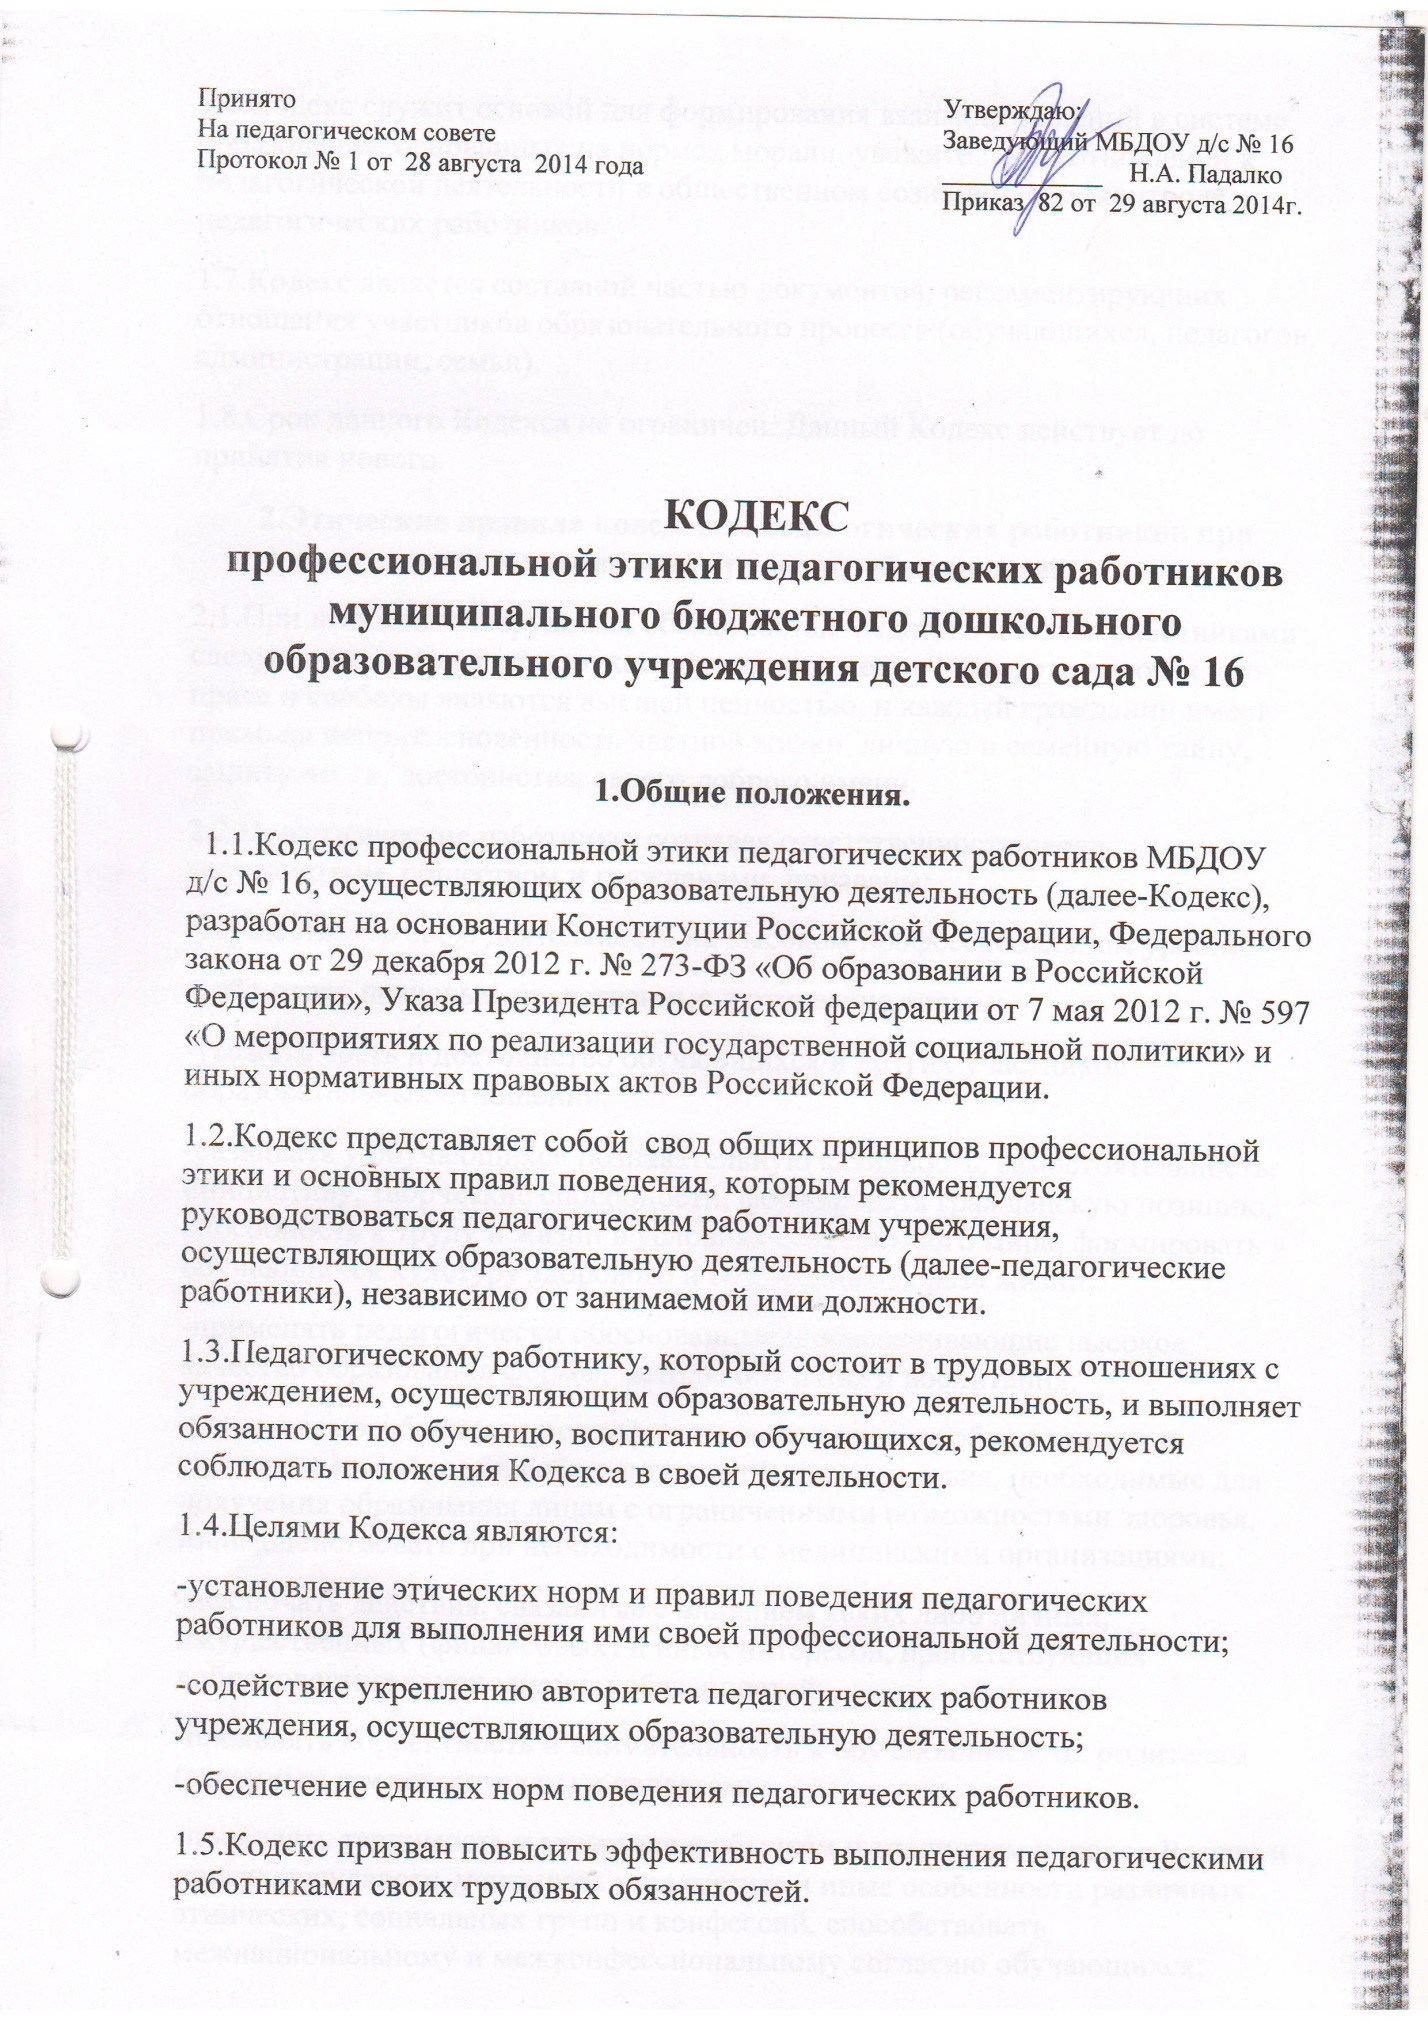 Принято
На педагогическом совете
Протокол № 1 от 28 августа 2014 года
Утверждаю:
Заведующий МБДОУ д/с № 16
____________ Н.А. Падалко
Приказ 82 от 29 августа 2014г.
КОДЕКС
профессиональной этики педагогических работников
муниципального бюджетного дошкольного
образовательного учреждения детского сада № 16
1.Общие положения.
1.1.Кодекс профессиональной этики педагогических работников МБДОУ
д/с № 16, осуществляющих образовательную деятельность (далее-Кодекс),
разработан на основании Конституции Российской Федерации, Федерального
закона от 29 декабря 2012 г. № 273-ФЗ «Об образовании в Российской
Федерации», Указа Президента Российской федерации от 7 мая 2012 г. № 597
«О мероприятиях по реализации государственной социальной политики» и
иных нормативных правовых актов Российской Федерации.
1.2.Кодекс представляет собой свод общих принципов профессиональной
этики и основных правил поведения, которым рекомендуется
руководствоваться педагогическим работникам учреждения,
осуществляющих образовательную деятельность (далее-педагогические
работники), независимо от занимаемой ими должности.
1.3.Педагогическому работнику, который состоит в трудовых отношениях с
учреждением, осуществляющим образовательную деятельность, и выполняет
обязанности по обучению, воспитанию обучающихся, рекомендуется
соблюдать положения Кодекса в своей деятельности.
1.4.Целями Кодекса являются:
-установление этических норм и правил поведения педагогических
работников для выполнения ими своей профессиональной деятельности;
-содействие укреплению авторитета педагогических работников
учреждения, осуществляющих образовательную деятельность;
-обеспечение единых норм поведения педагогических работников.
1.5.Кодекс призван повысить эффективность выполнения педагогическими
работниками своих трудовых обязанностей.